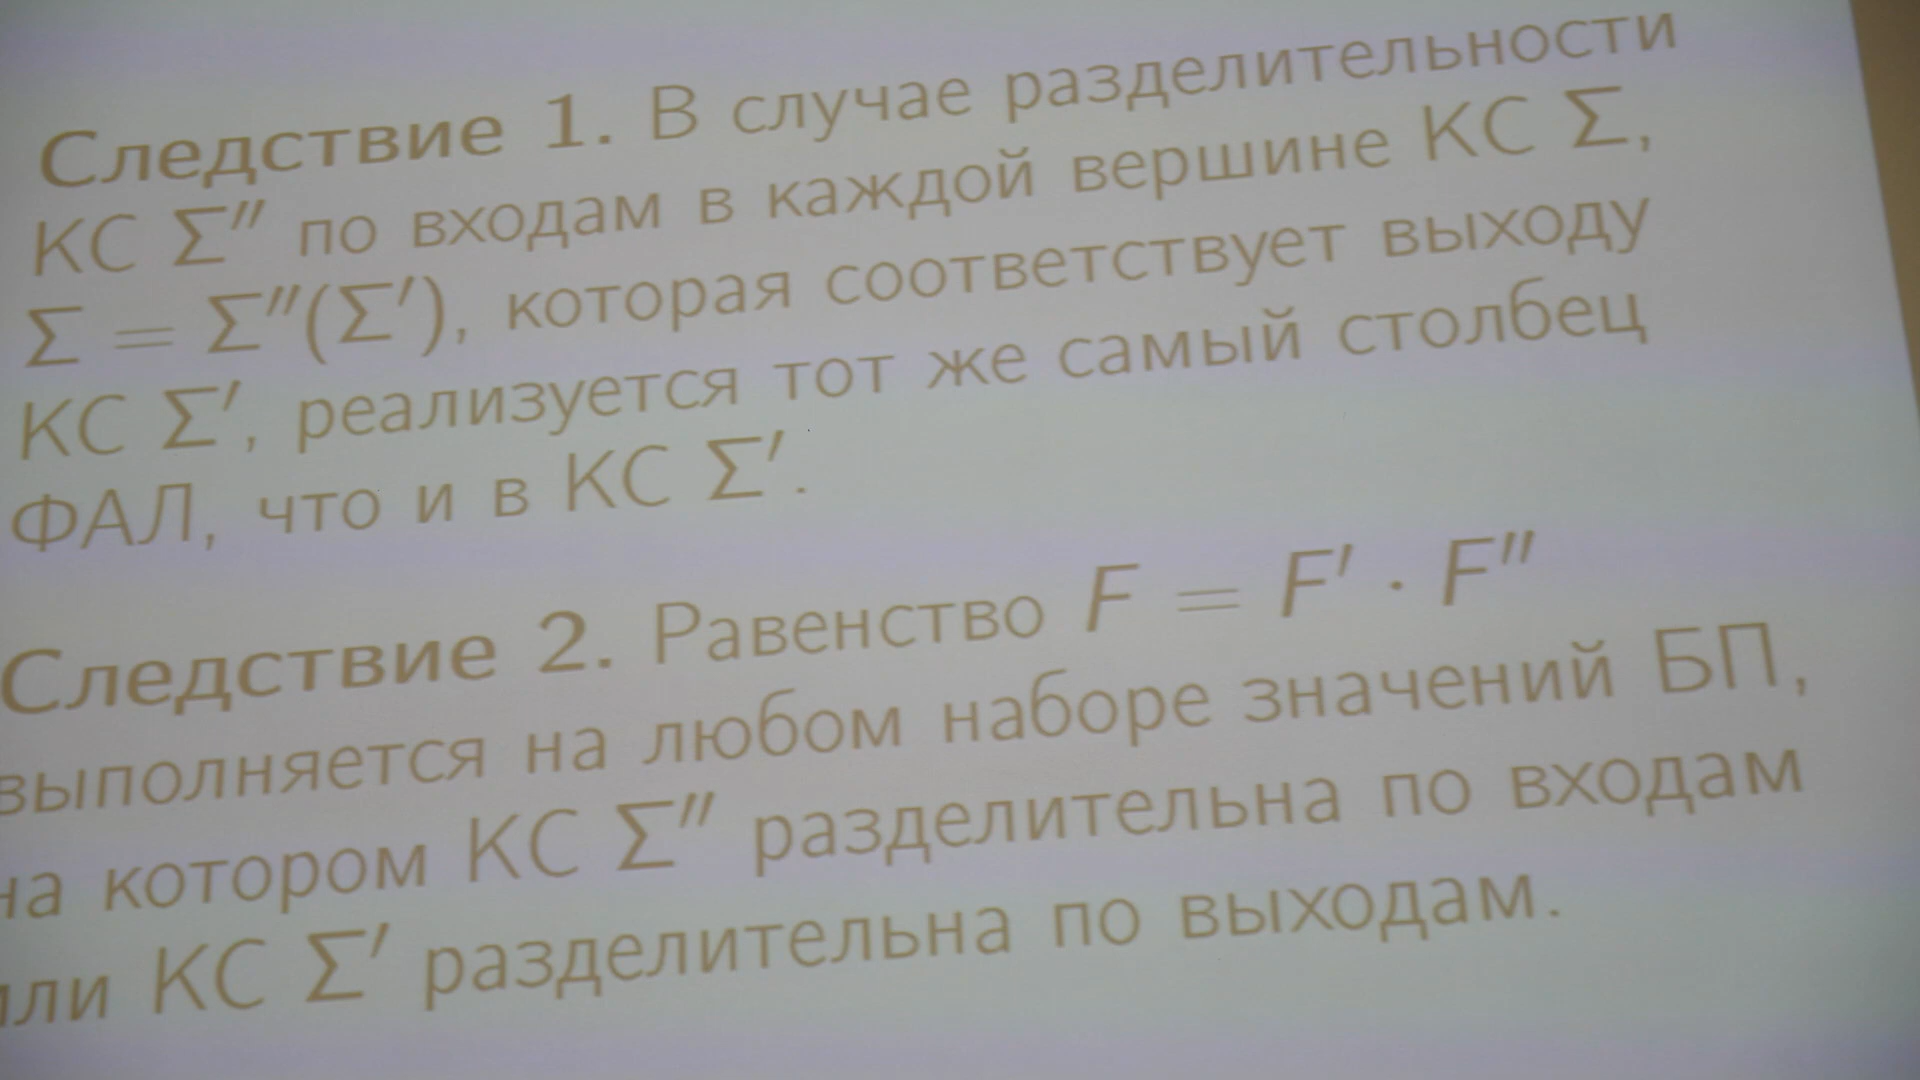 Следствие 1. В случае разделительности
КС Σ″ по входам в каждой вершине КС Σ,
Σ = Σ″(Σ′), которая соответствует выходу
КС Σ′, реализуется тот же самый столбец
ФАЛ, что и в КС Σ′.
Следствие 2. Равенство F = F′ · F″
выполняется на любом наборе значений БП,
на котором КС Σ″ разделительна по входам
или КС Σ′ разделительна по выходам.